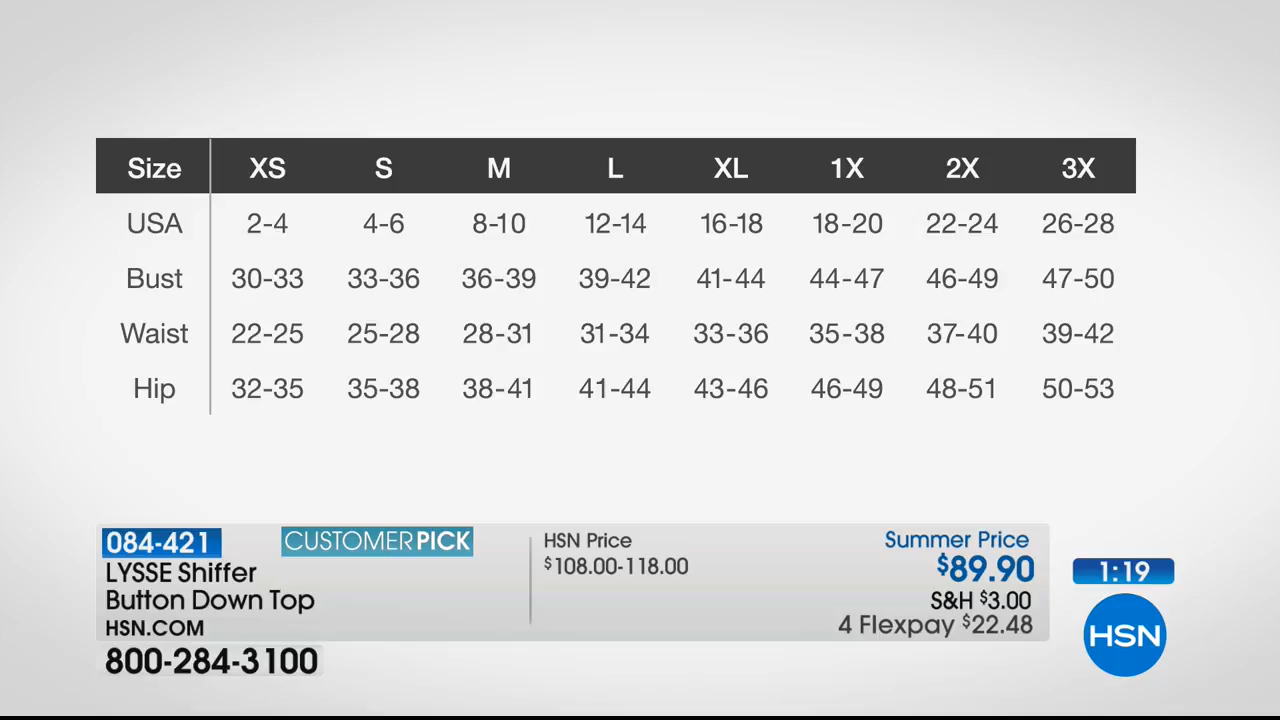 Size XS S M L XL 1X 2X 3X
USA 2-4 4-6 8-10 12-14 16-18 18-20 22-24 26-28
Bust 30-33 33-36 36-39 39-42 41-44 44-47 46-49 47-50
Waist 22-25 25-28 28-31 31-34 33-36 35-38 37-40 39-42
Hip 32-35 35-38 38-41 41-44 43-46 46-49 48-51 50-53
084-421 CUSTOMERPICK
LYSSE Shiffer
Button Down Top
HSN.COM
800-284-3100
HSN Price
$108.00-118.00
Summer Price
$89.90
S&H $3.00
4 Flexpay $22.48
1:19
HSN